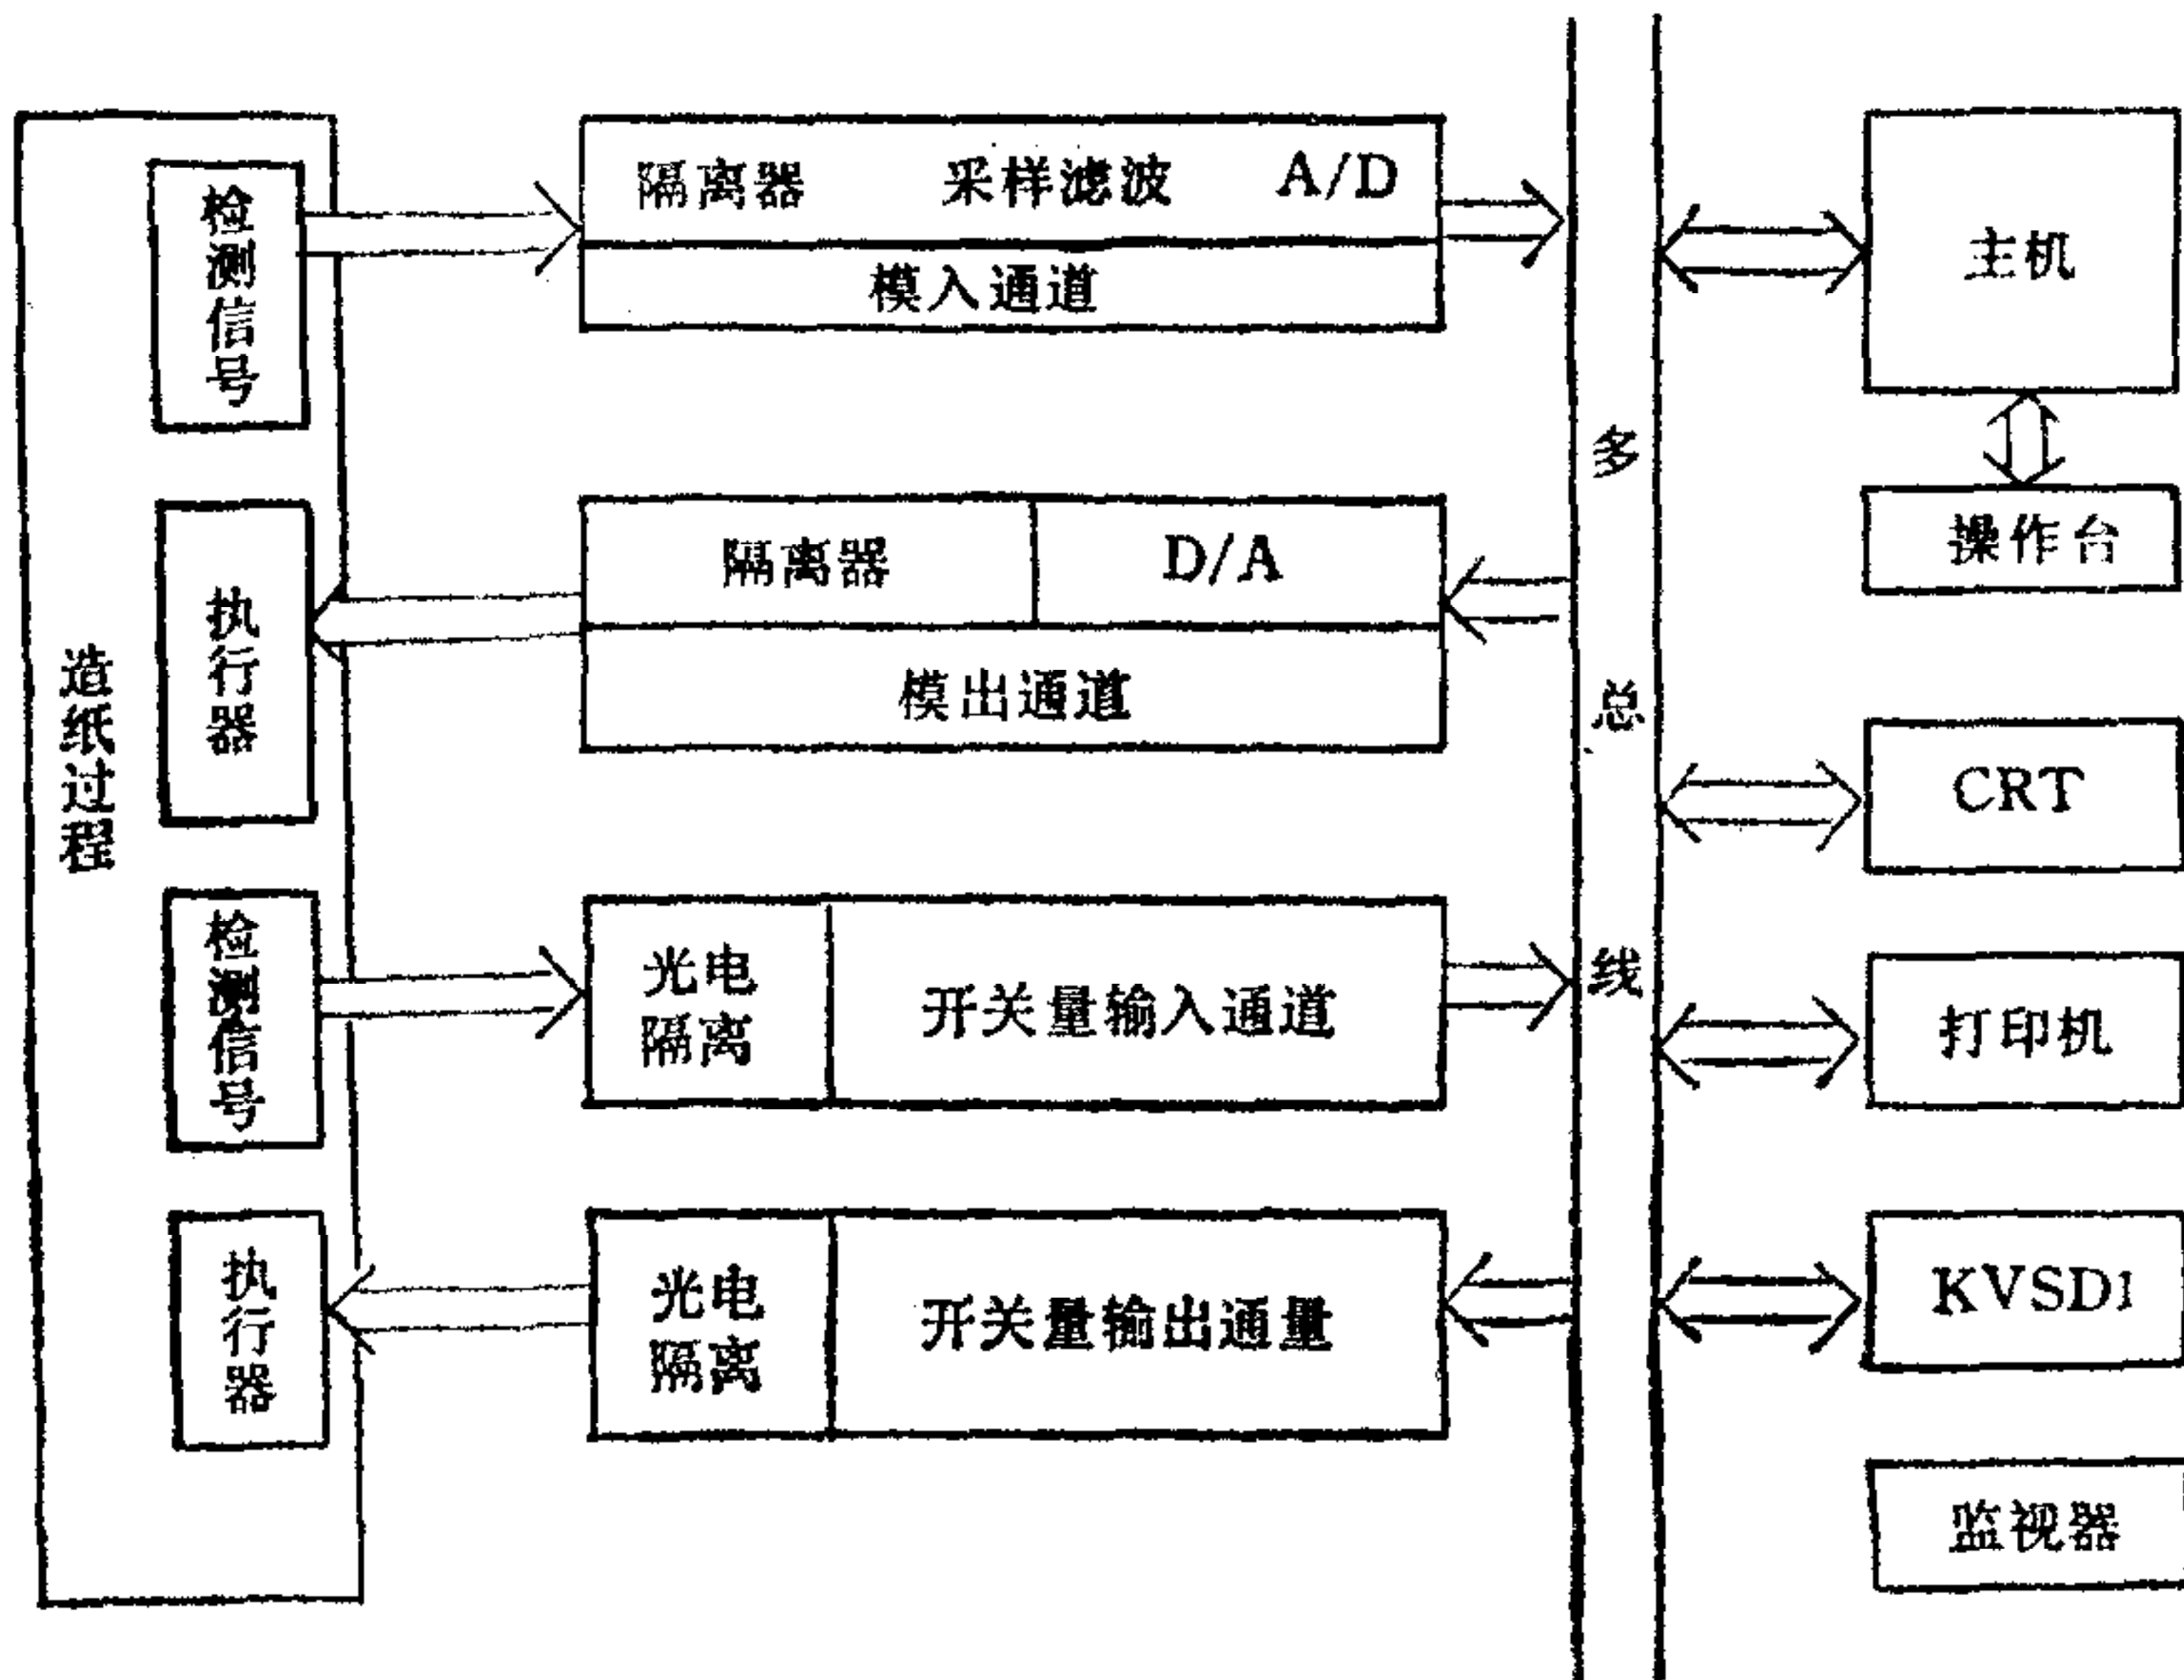 造纸过程
检测信号
执行器
检测信号
执行器
隔离器 采样滤波 A/D
模入通道
隔离器 D/A
模出通道
光电
隔离
开关量输入通道
光电
隔离
开关量输出通量
多总线
主机
操作台
CRT
打印机
KVSD1
监视器